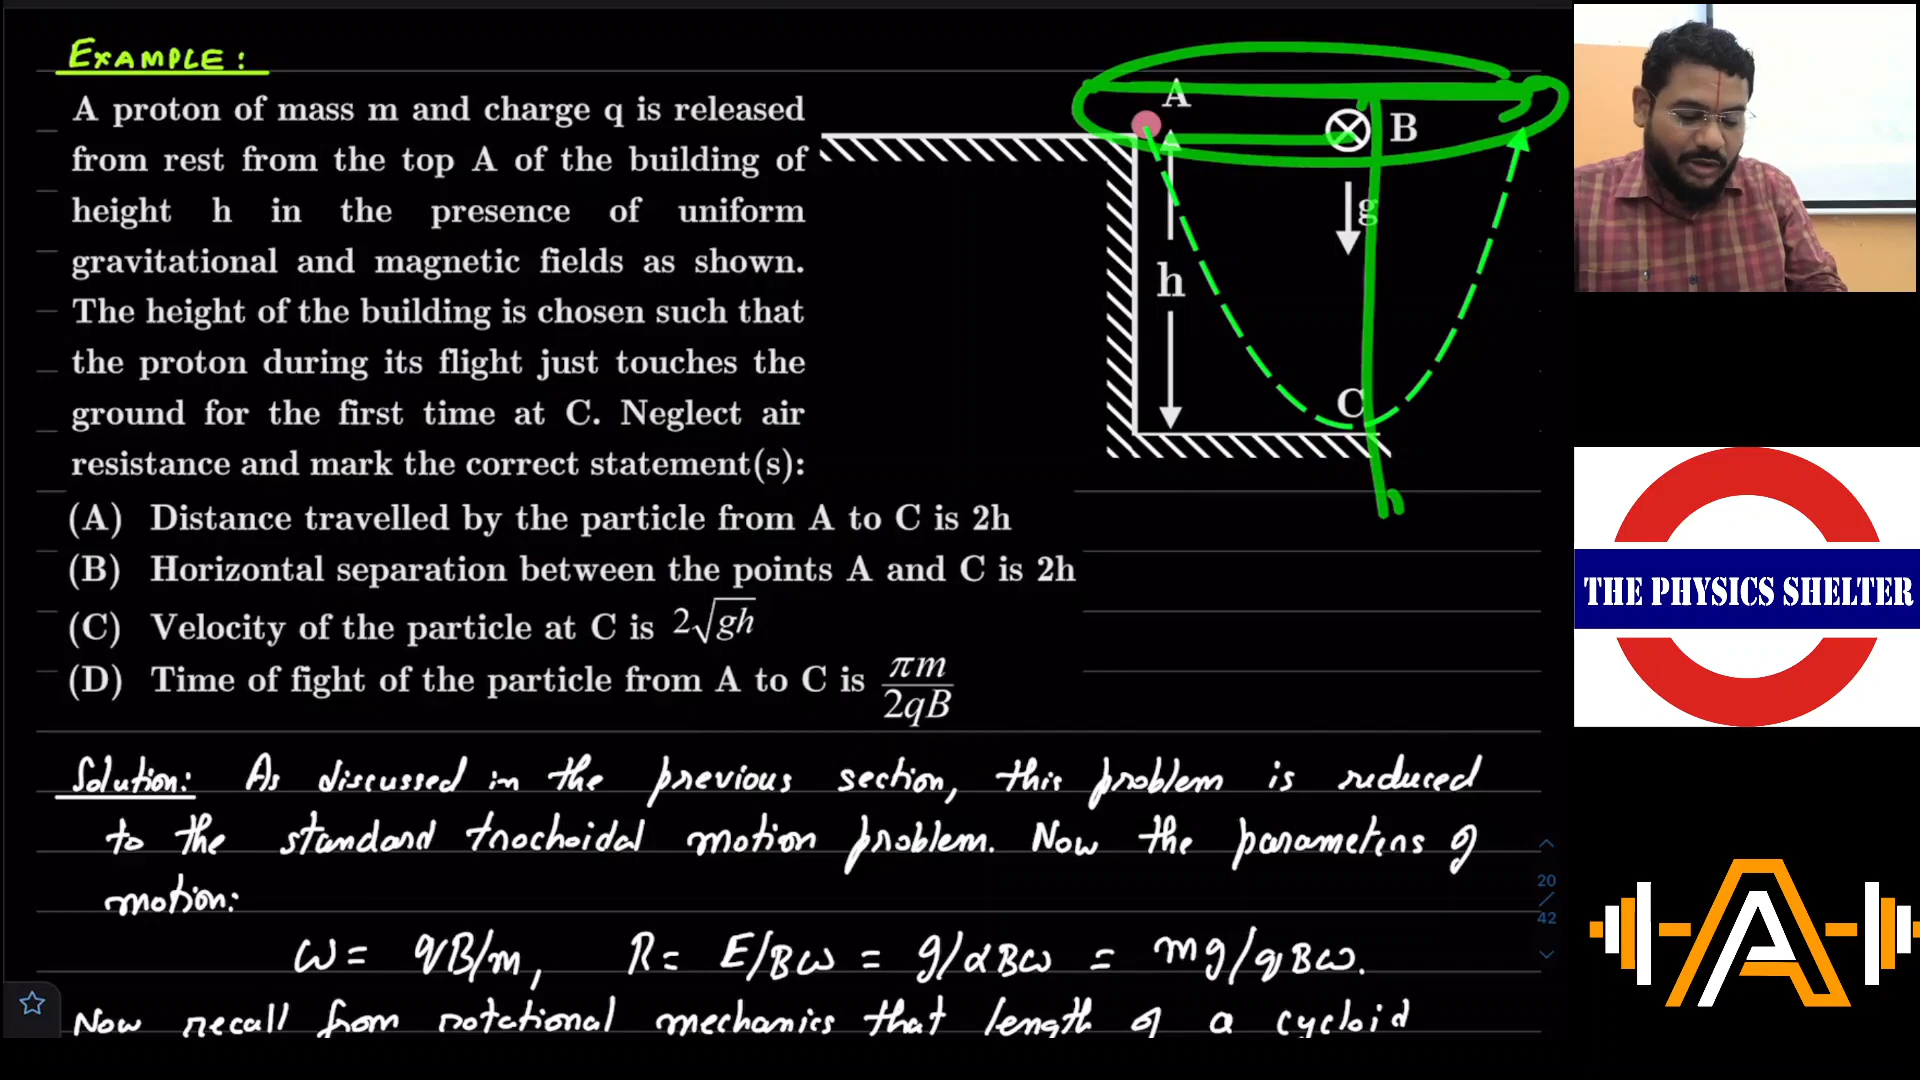 EXAMPLE:
A proton of mass m and charge q is released
from rest from the top A of the building of
height h in the presence of uniform
gravitational and magnetic fields as shown.
The height of the building is chosen such that
the proton during its flight just touches the
ground for the first time at C. Neglect air
resistance and mark the correct statement(s):
(A) Distance travelled by the particle from A to C is 2h
(B) Horizontal separation between the points A and C is 2h
(C) Velocity of the particle at C is 2√gh
(D) Time of fight of the particle from A to C is πm/2qB
A
B
g
h
C
Solution: As discussed in the previous section, this problem is reduced
to the standard trochoidal motion problem. Now the parameters of
motion:
ω = qB/m, R = E/Bω = g/αBω = mg/qBω.
Now recall from rotational mechanics that length of a cycloid
20
/
42
THE PHYSICS SHELTER
A